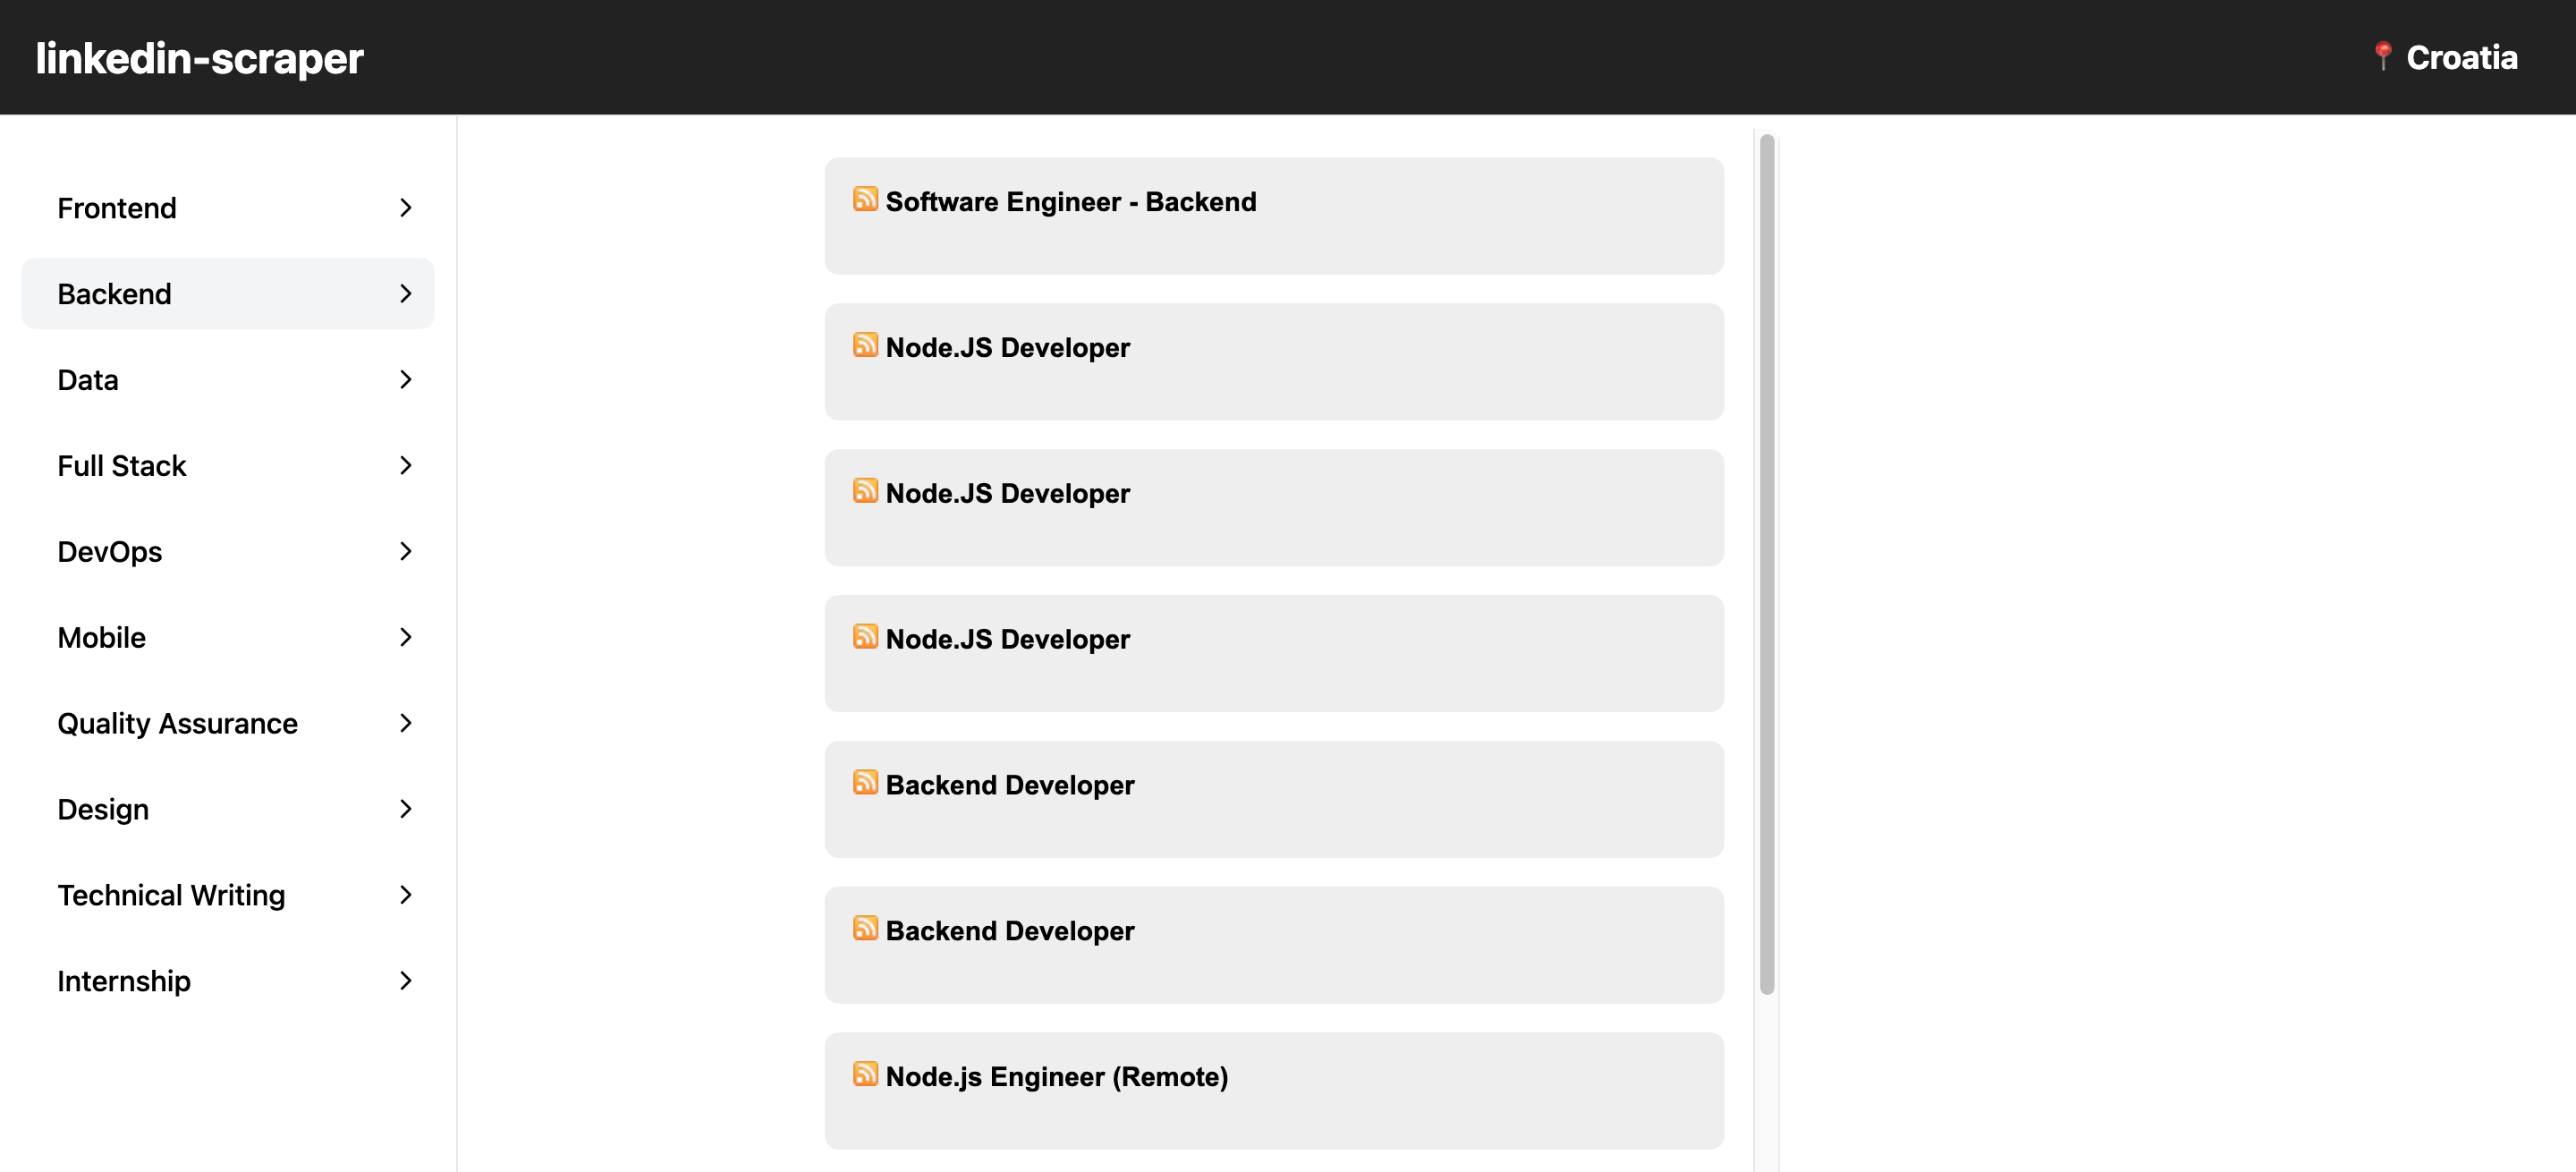 linkedin-scraper
Croatia
Frontend
Backend
Data
Full Stack
DevOps
Mobile
Quality Assurance
Design
Technical Writing
Internship
Software Engineer - Backend
Node.JS Developer
Node.JS Developer
Node.JS Developer
Backend Developer
Backend Developer
Node.js Engineer (Remote)